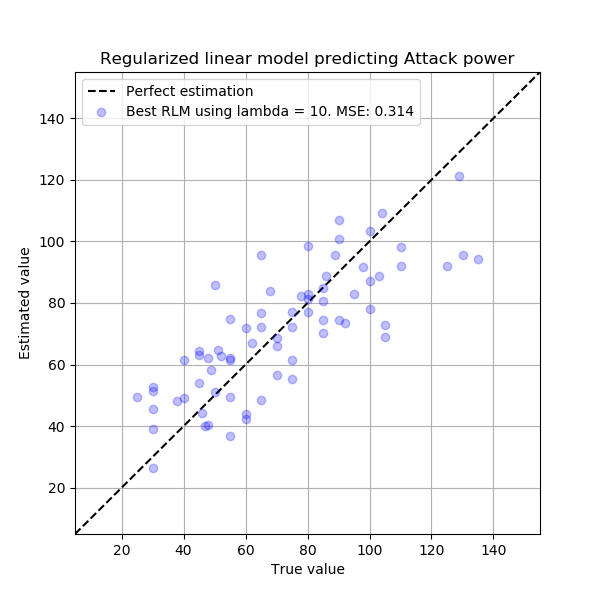 Regularized linear model predicting Attack power
Perfect estimation
Best RLM using lambda = 10. MSE: 0.314
140
120
100
80
60
40
20
Estimated value
20 40 60 80 100 120 140
True value